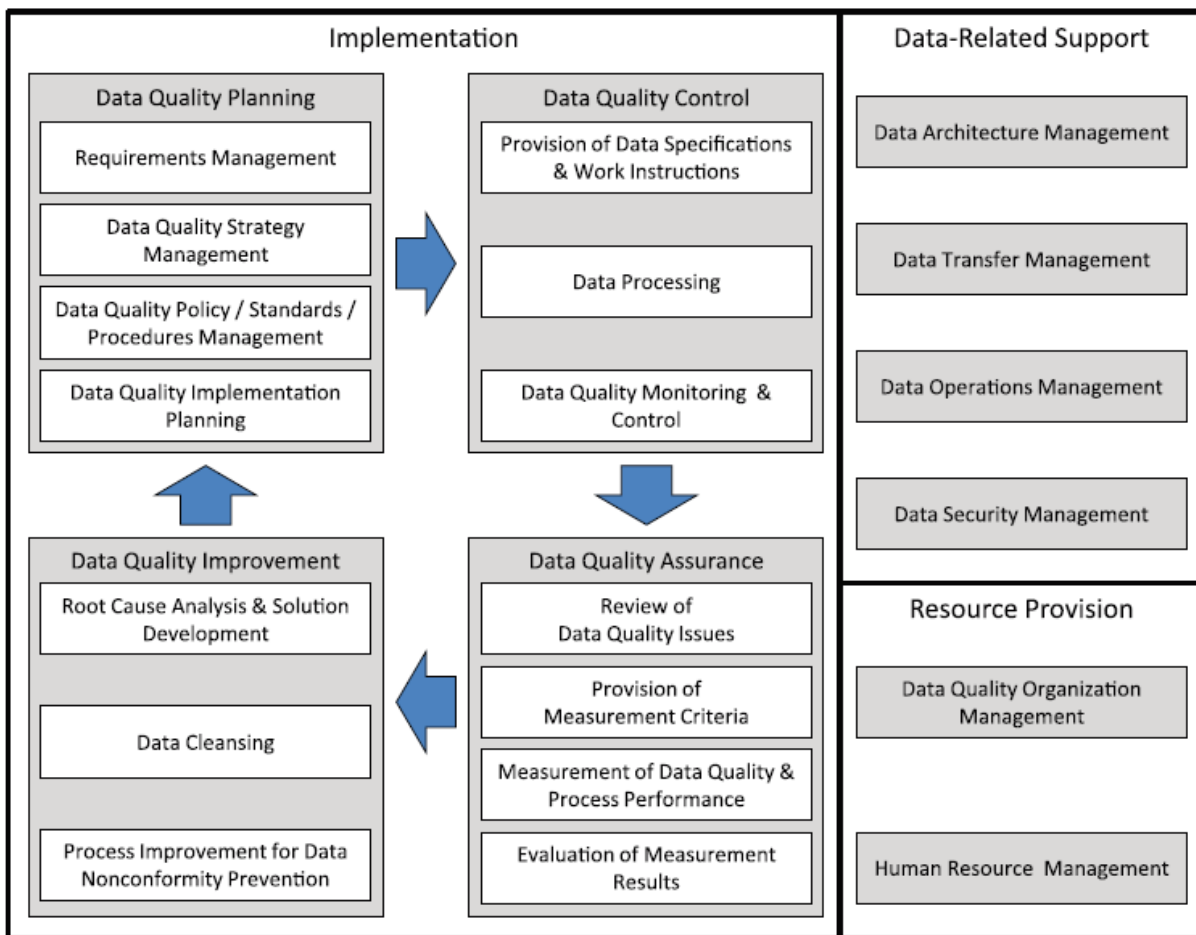 Implementation
Data Quality Planning
Requirements Management
Data Quality Strategy
Management
Data Quality Policy / Standards /
Procedures Management
Data Quality Implementation
Planning
Data Quality Control
Provision of Data Specifications
& Work Instructions
Data Processing
Data Quality Monitoring &
Control
Data Quality Improvement
Root Cause Analysis & Solution
Development
Data Cleansing
Process Improvement for Data
Nonconformity Prevention
Data Quality Assurance
Review of
Data Quality Issues
Provision of
Measurement Criteria
Measurement of Data Quality &
Process Performance
Evaluation of Measurement
Results
Data-Related Support
Data Architecture Management
Data Transfer Management
Data Operations Management
Data Security Management
Resource Provision
Data Quality Organization
Management
Human Resource Management